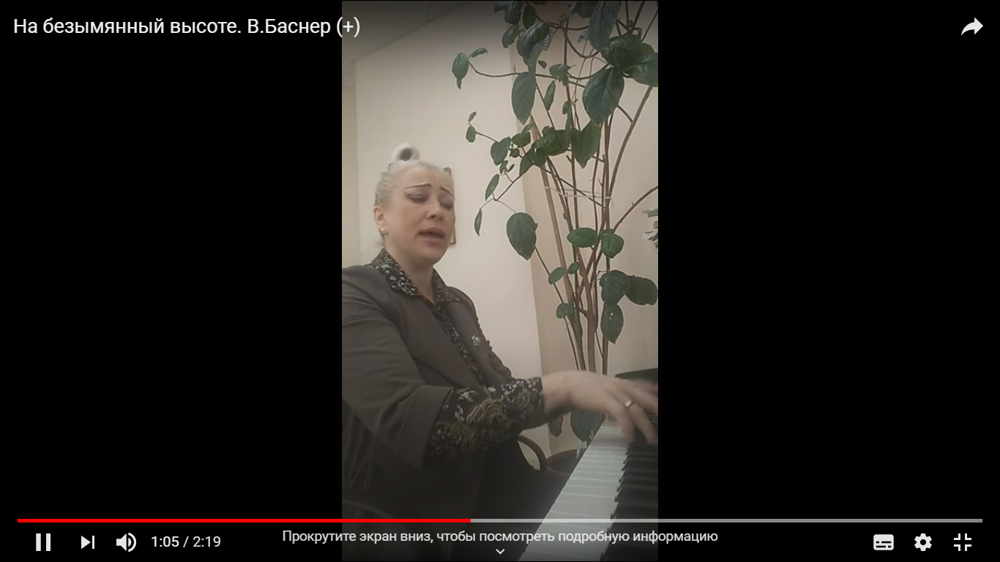 На безымянный высоте. В.Баснер (+)
1:05 / 2:19
Прокрутите экран вниз, чтобы посмотреть подробную информацию